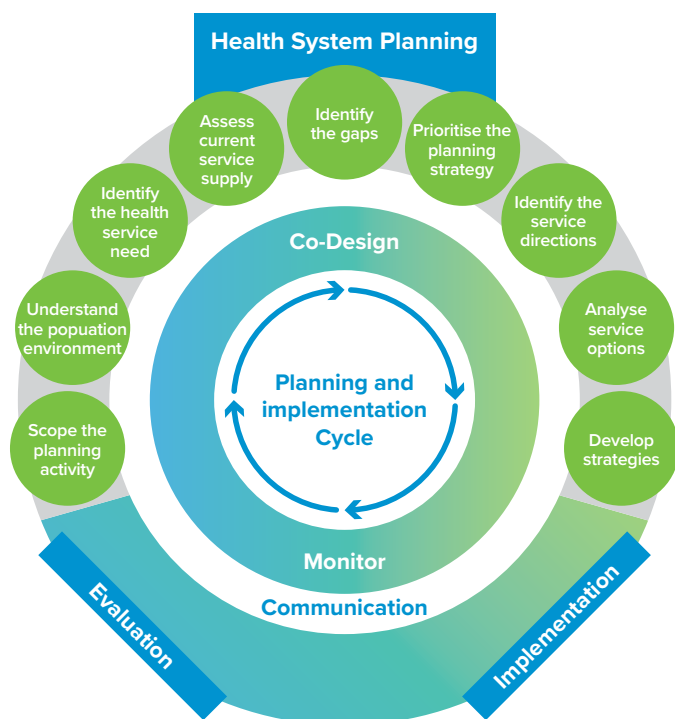 Health System Planning
Scope the
planning
activity
Understand
the popuation
environment
Identify
the health
service
need
Assess
current
service
supply
Identify
the gaps
Prioritise the
planning
strategy
Identify the
service
directions
Analyse
service
options
Develop
strategies
Co-Design
Planning and
implementation
Cycle
Monitor
Communication
Evaluation
Implementation